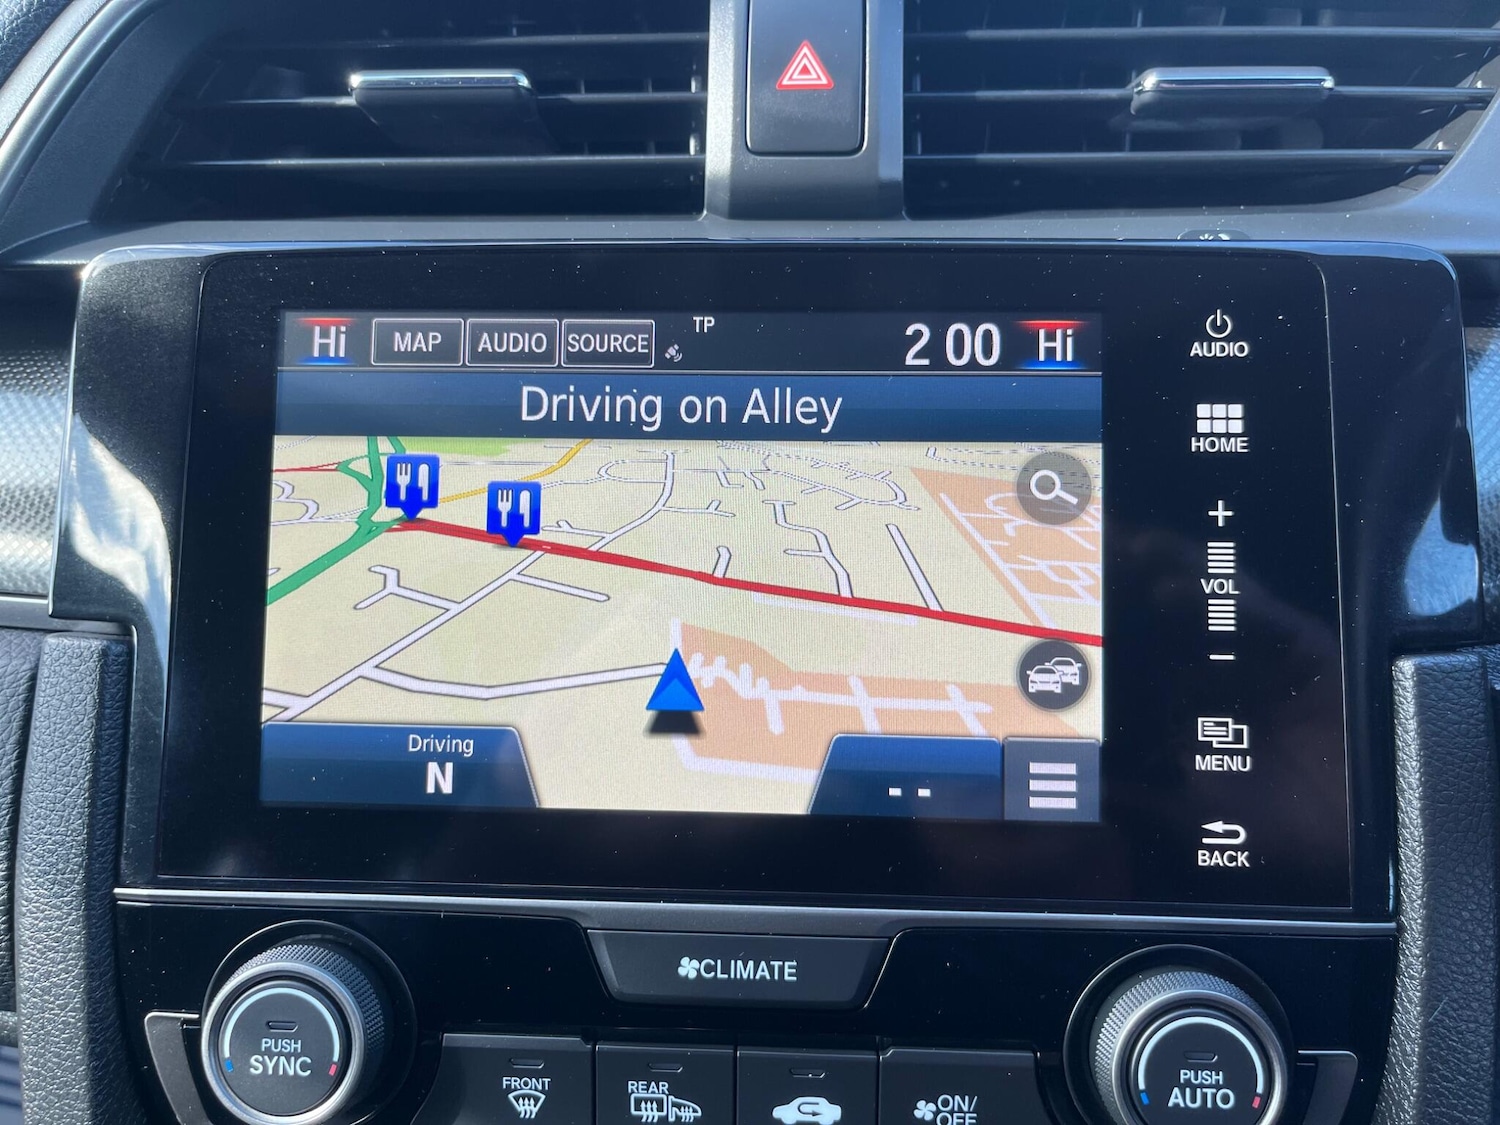 Hi MAP AUDIO SOURCE TP 2 00 Hi
Driving on Alley
Driving
N
- -
AUDIO
HOME
+
VOL
−
MENU
BACK
CLIMATE
PUSH
SYNC
FRONT
REAR
ON/
OFF
PUSH
AUTO